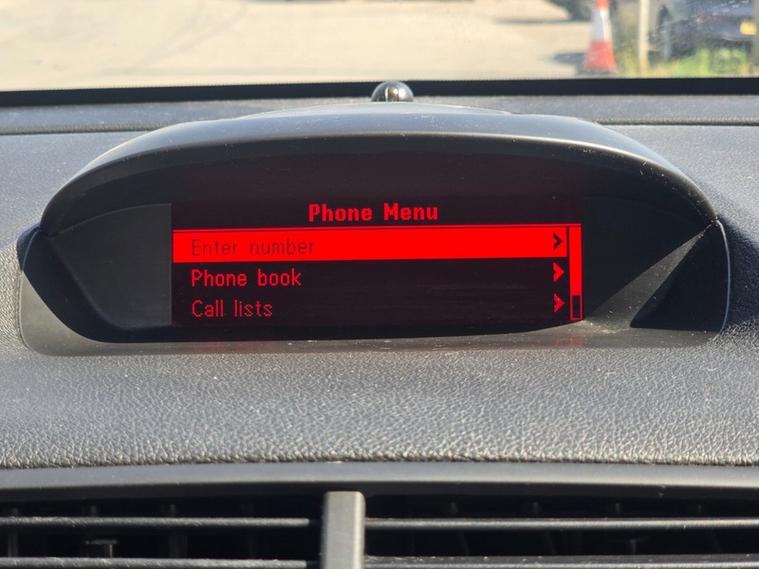 Phone Menu
Enter number
Phone book
Call lists